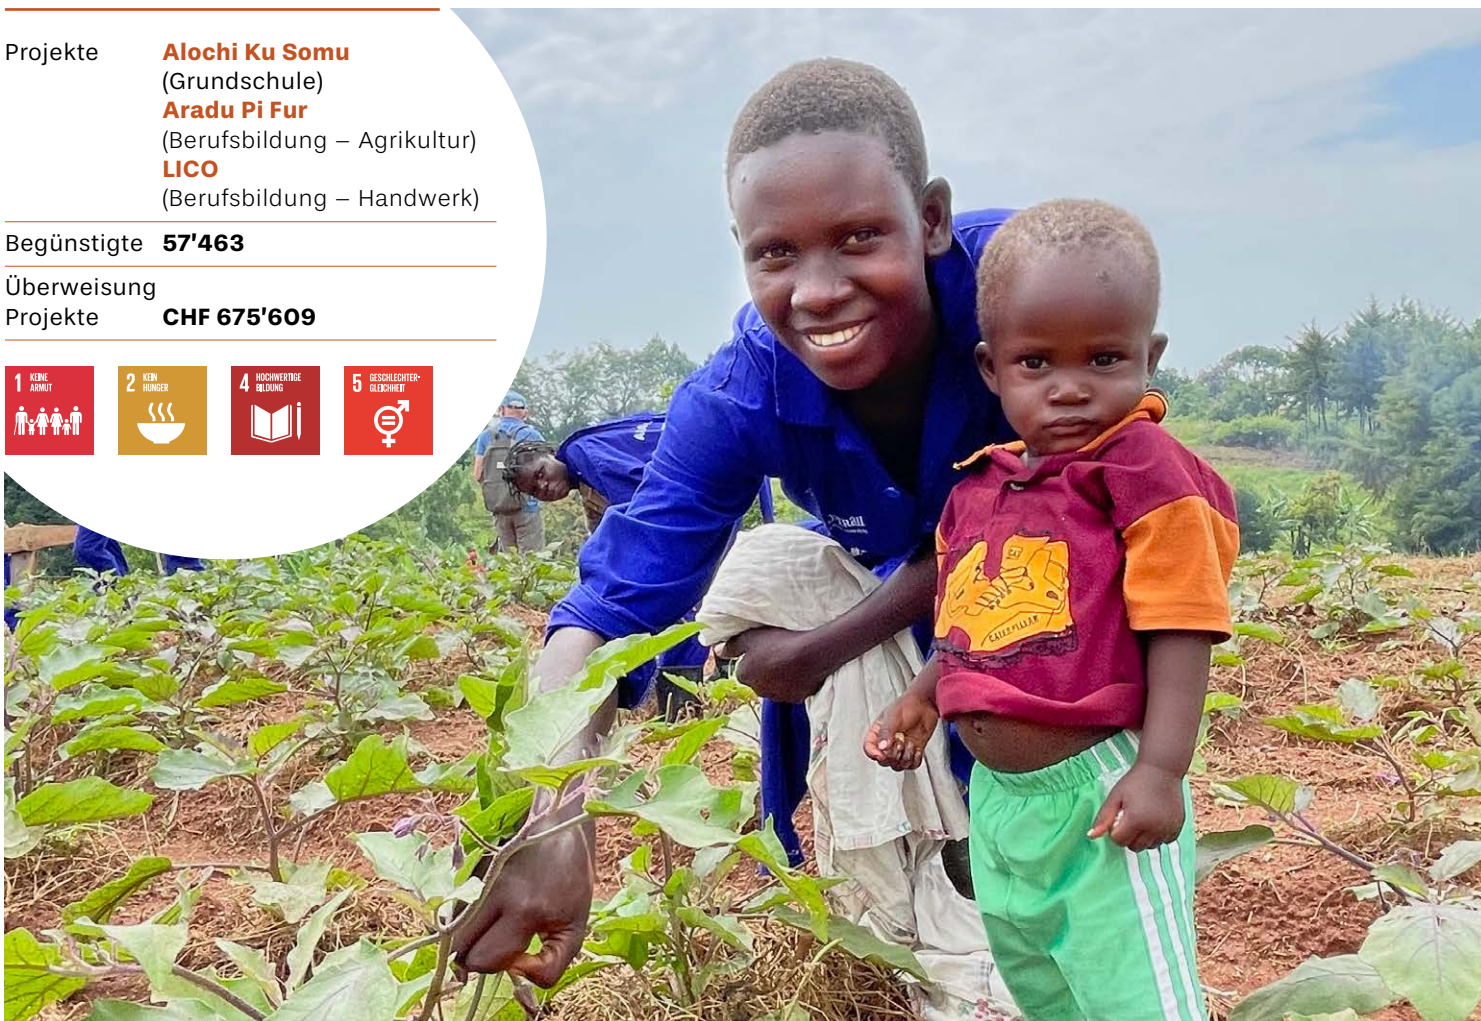 Projekte Alochi Ku Somu
(Grundschule)
Aradu Pi Fur
(Berufsbildung – Agrikultur)
LICO
(Berufsbildung – Handwerk)
Begünstigte 57'463
Überweisung
Projekte CHF 675'609
1 KEINE
ARMUT
2 KEIN
HUNGER
4 HOCHWERTIGE
BILDUNG
5 GESCHLECHTER-
GLEICHHEIT
CATERPILLAR